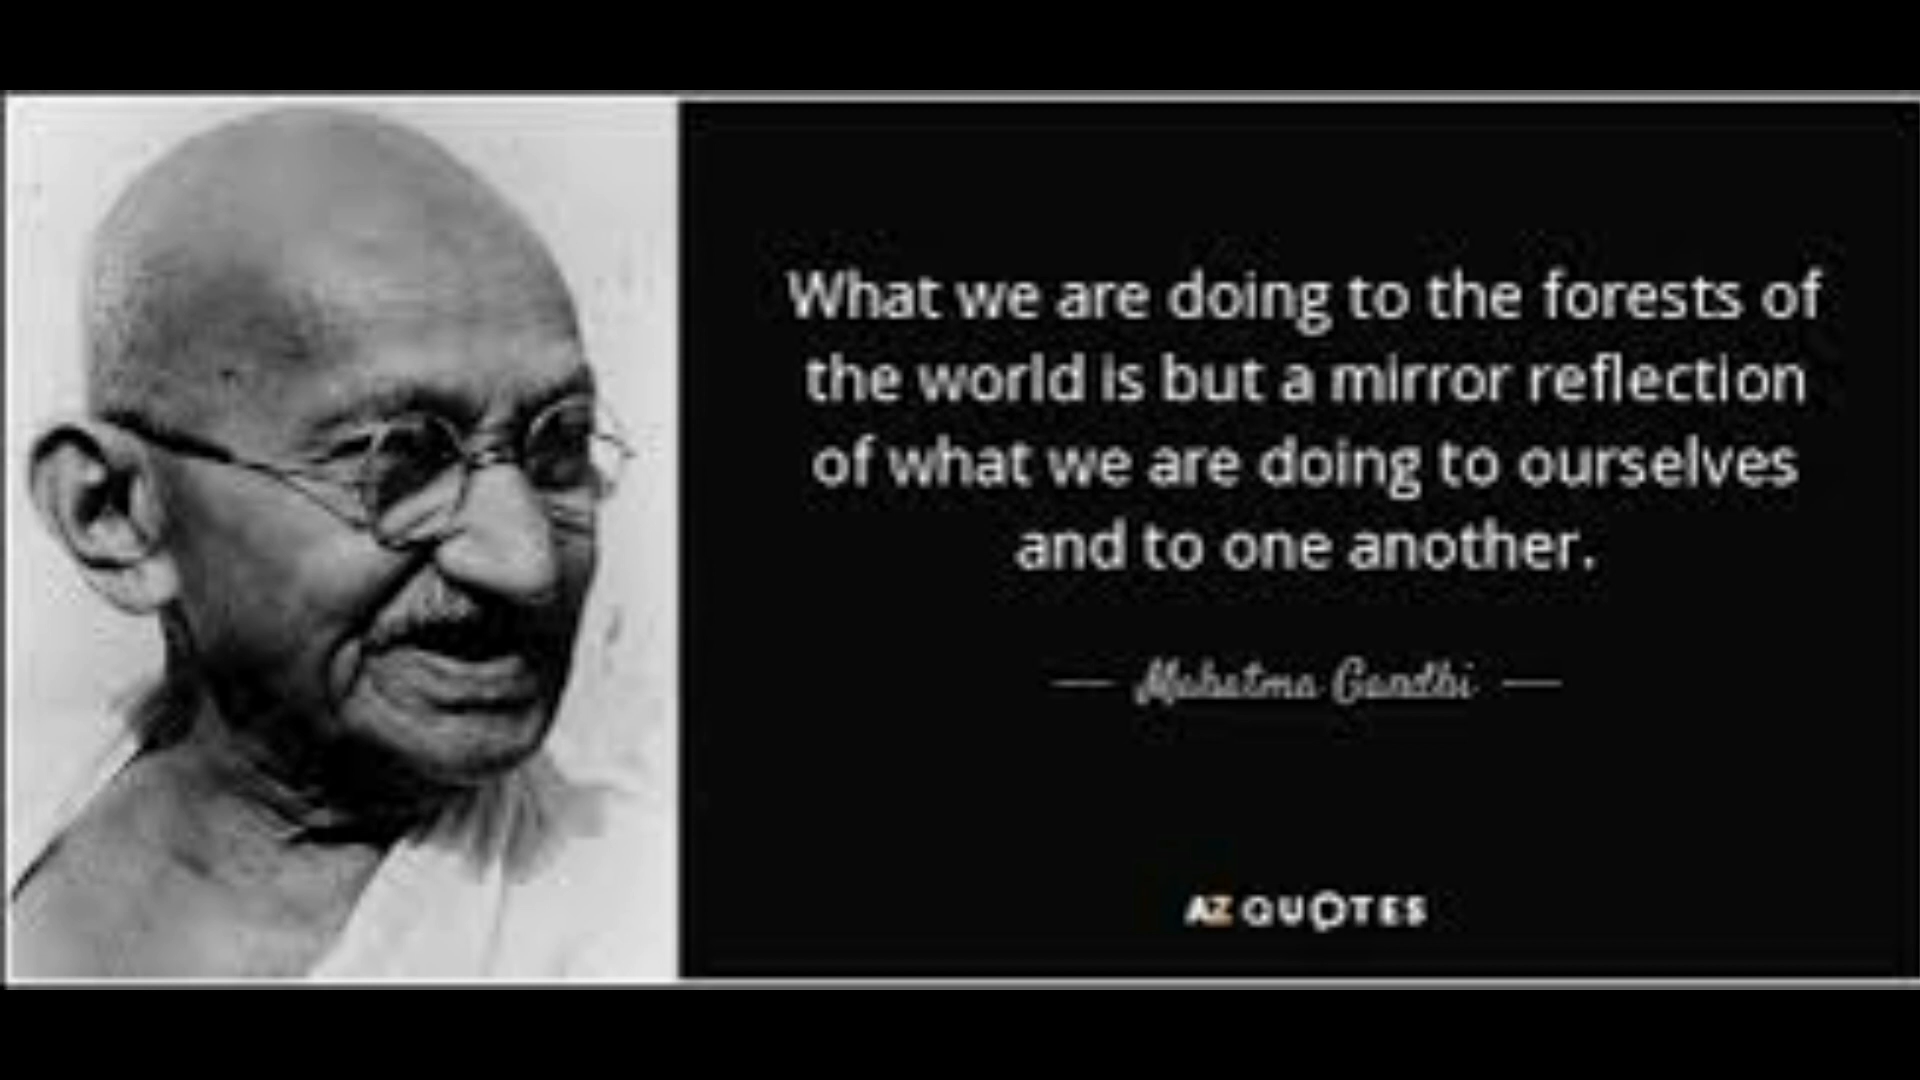 What we are doing to the forests of
the world is but a mirror reflection
of what we are doing to ourselves
and to one another.
— Mahatma Gandhi —
AZ QUOTES